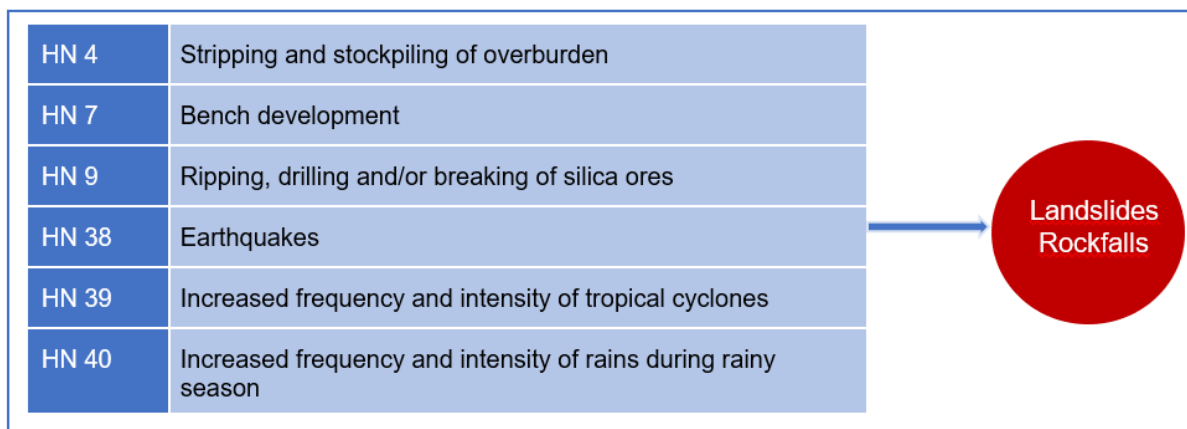 HN 4 Stripping and stockpiling of overburden
HN 7 Bench development
HN 9 Ripping, drilling and/or breaking of silica ores
HN 38 Earthquakes
HN 39 Increased frequency and intensity of tropical cyclones
HN 40 Increased frequency and intensity of rains during rainy
season
Landslides
Rockfalls